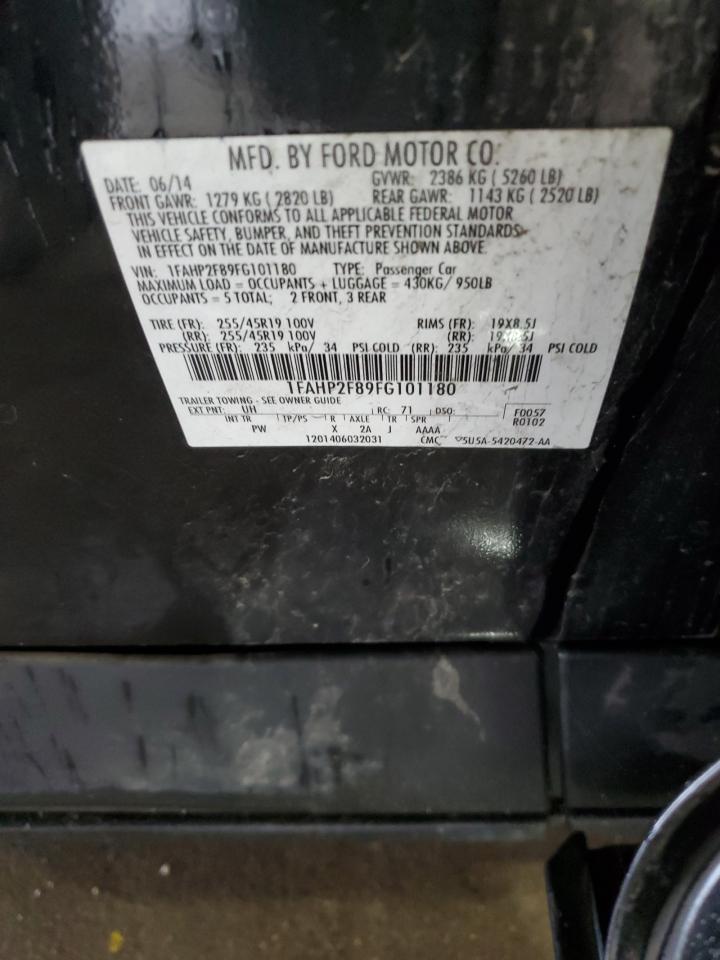 MFD. BY FORD MOTOR CO.
DATE: 06/14 GVWR: 2386 KG ( 5260 LB)
FRONT GAWR: 1279 KG ( 2820 LB) REAR GAWR: 1143 KG ( 2520 LB)
THIS VEHICLE CONFORMS TO ALL APPLICABLE FEDERAL MOTOR
VEHICLE SAFETY, BUMPER, AND THEFT PREVENTION STANDARDS
IN EFFECT ON THE DATE OF MANUFACTURE SHOWN ABOVE.
VIN: 1FAHP2F89FG101180 TYPE: Passenger Car
MAXIMUM LOAD = OCCUPANTS + LUGGAGE = 430KG/ 950LB
OCCUPANTS = 5 TOTAL; 2 FRONT, 3 REAR
TIRE (FR): 255/45R19 100V RIMS (FR): 19X8.5J
(RR): 255/45R19 100V (RR): 19X8.5J
PRESSURE (FR): 235 kPa/ 34 PSI COLD (RR): 235 kPa/ 34 PSI COLD
1FAHP2F89FG101180
TRAILER TOWING - SEE OWNER GUIDE
EXT PNT: UH RC: 71 DSO: F0057
INT TR TP/PS R AXLE TR SPR R0102
PW X 2A J AAAA
1201406032031 CMC 5U5A-5420472-AA